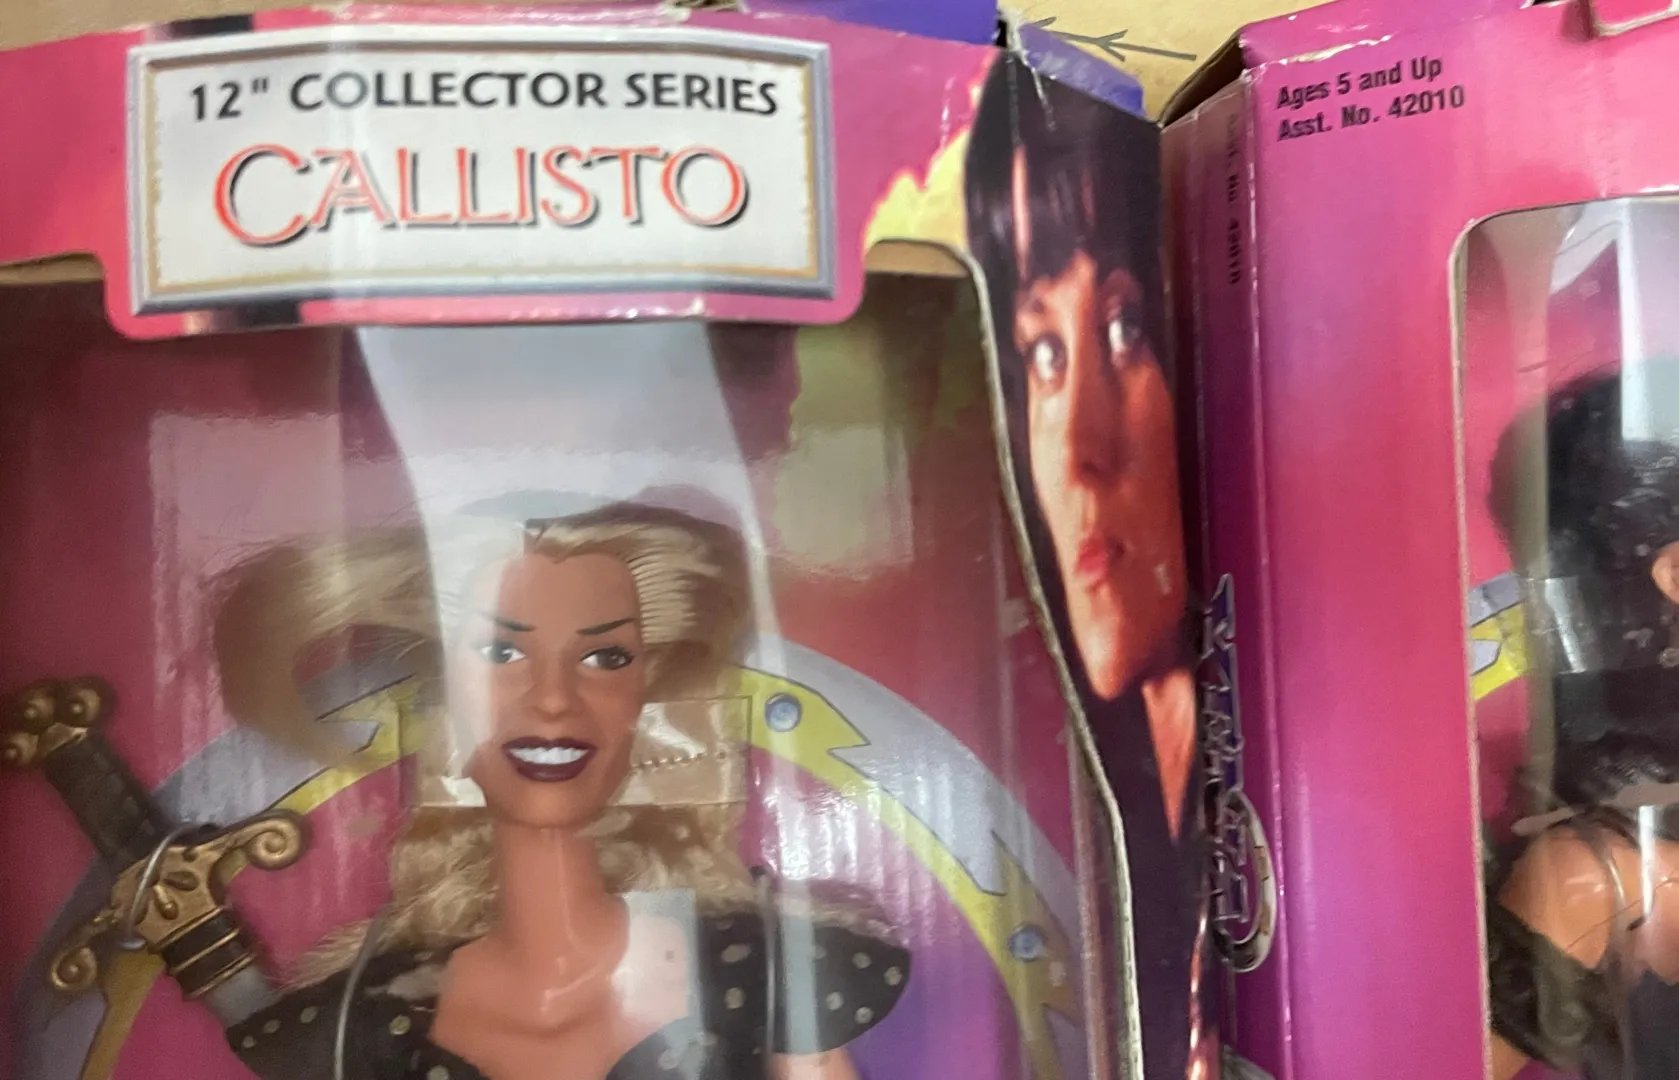 12" COLLECTOR SERIES
CALLISTO
Ages 5 and Up
Asst. No. 42010